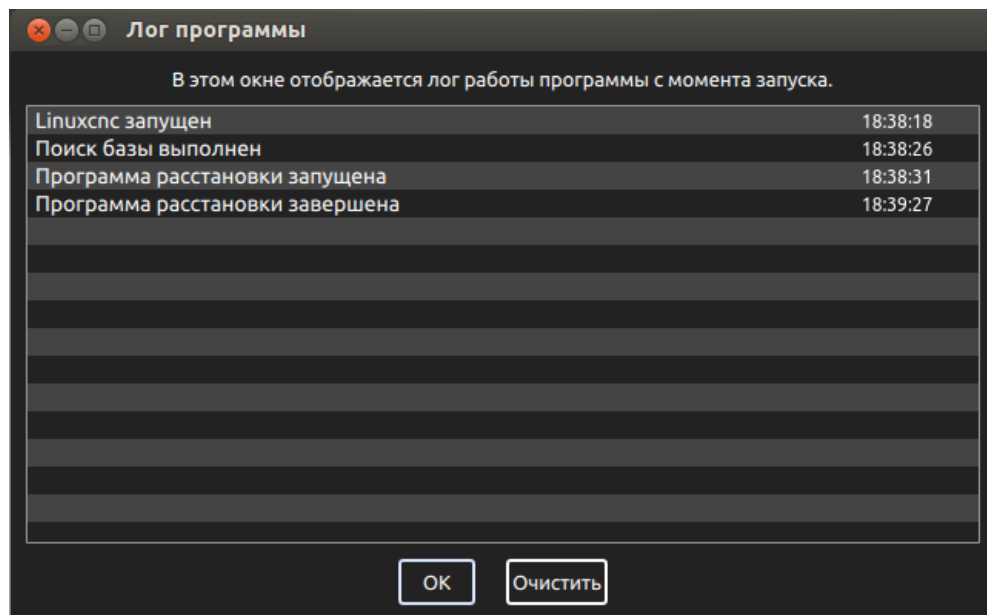 Лог программы
В этом окне отображается лог работы программы с момента запуска.
Linuxcnc запущен 18:38:18
Поиск базы выполнен 18:38:26
Программа расстановки запущена 18:38:31
Программа расстановки завершена 18:39:27
ОК Очистить